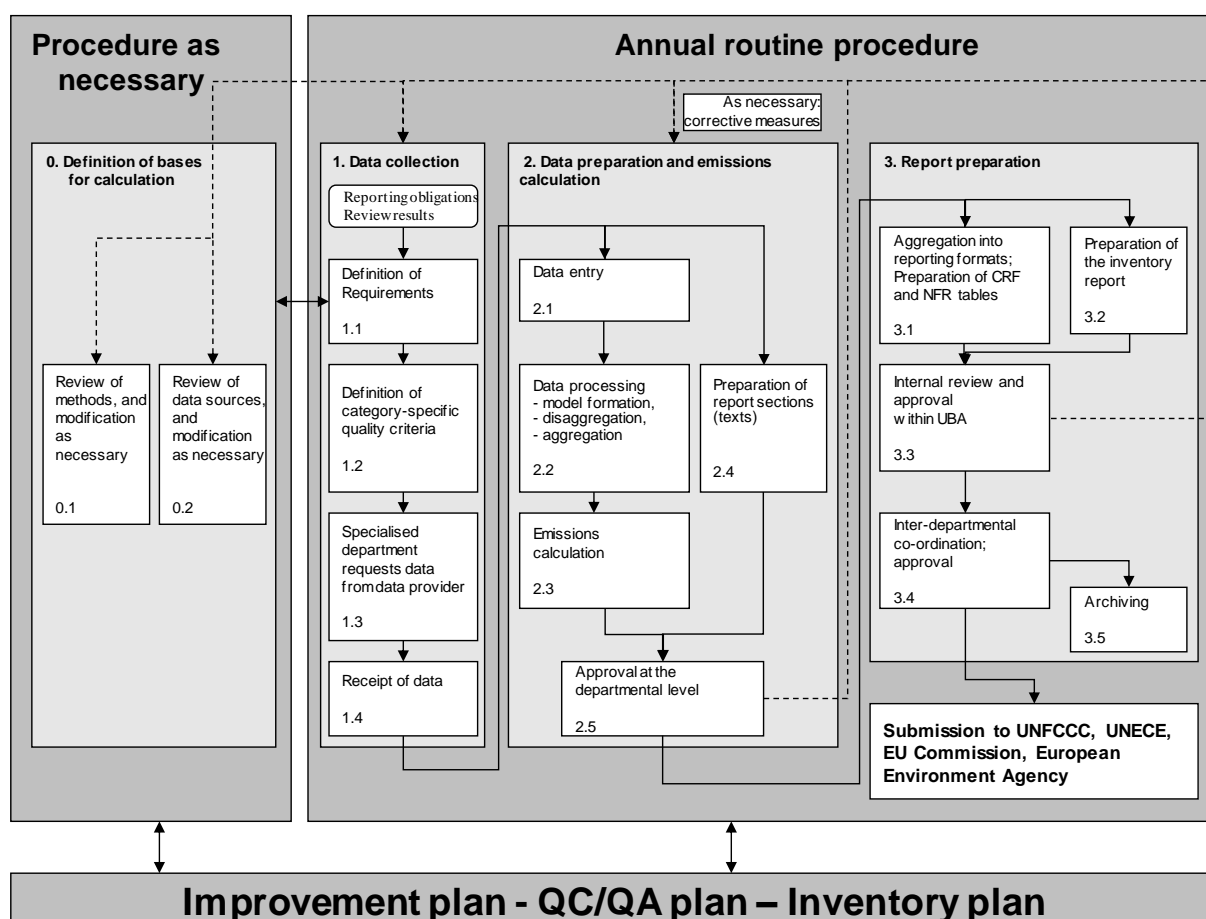 Procedure as
necessary
Annual routine procedure
As necessary:
corrective measures
0. Definition of bases
for calculation
Review of
methods, and
modification
as
necessary
0.1
Review of
data sources,
and
modification
as necessary
0.2
1. Data collection
Reporting obligations
Review results
Definition of
Requirements
1.1
Definition of
category-specific
quality criteria
1.2
Specialised
department
requests data
from data provider
1.3
Receipt of data
1.4
2. Data preparation and emissions
calculation
Data entry
2.1
Data processing
- model formation,
- disaggregation,
- aggregation
2.2
Emissions
calculation
2.3
Preparation of
report sections
(texts)
2.4
Approval at the
departmental level
2.5
3. Report preparation
Aggregation into
reporting formats;
Preparation of CRF
and NFR tables
3.1
Preparation of
the inventory
report
3.2
Internal review and
approval
within UBA
3.3
Inter-departmental
co-ordination;
approval
3.4
Archiving
3.5
Submission to UNFCCC, UNECE,
EU Commission, European
Environment Agency
Improvement plan - QC/QA plan – Inventory plan